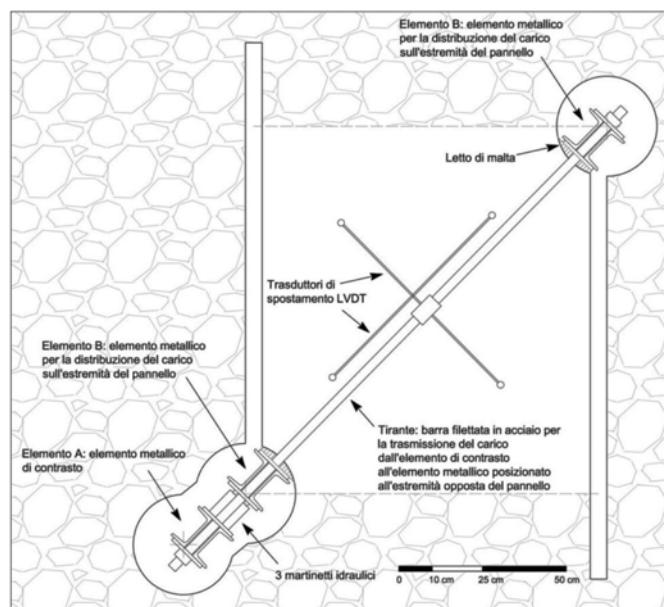 Elemento B: elemento metallico
per la distribuzione del carico
sull'estremità del pannello
Letto di malta
Trasduttori di
spostamento LVDT
Elemento B: elemento metallico
per la distribuzione del carico
sull'estremità del pannello
Tirante: barra filettata in acciaio per
la trasmissione del carico
dall'elemento di contrasto
all'elemento metallico posizionato
all'estremità opposta del pannello
Elemento A: elemento metallico
di contrasto
3 martinetti idraulici
0 10 cm 25 cm 50 cm